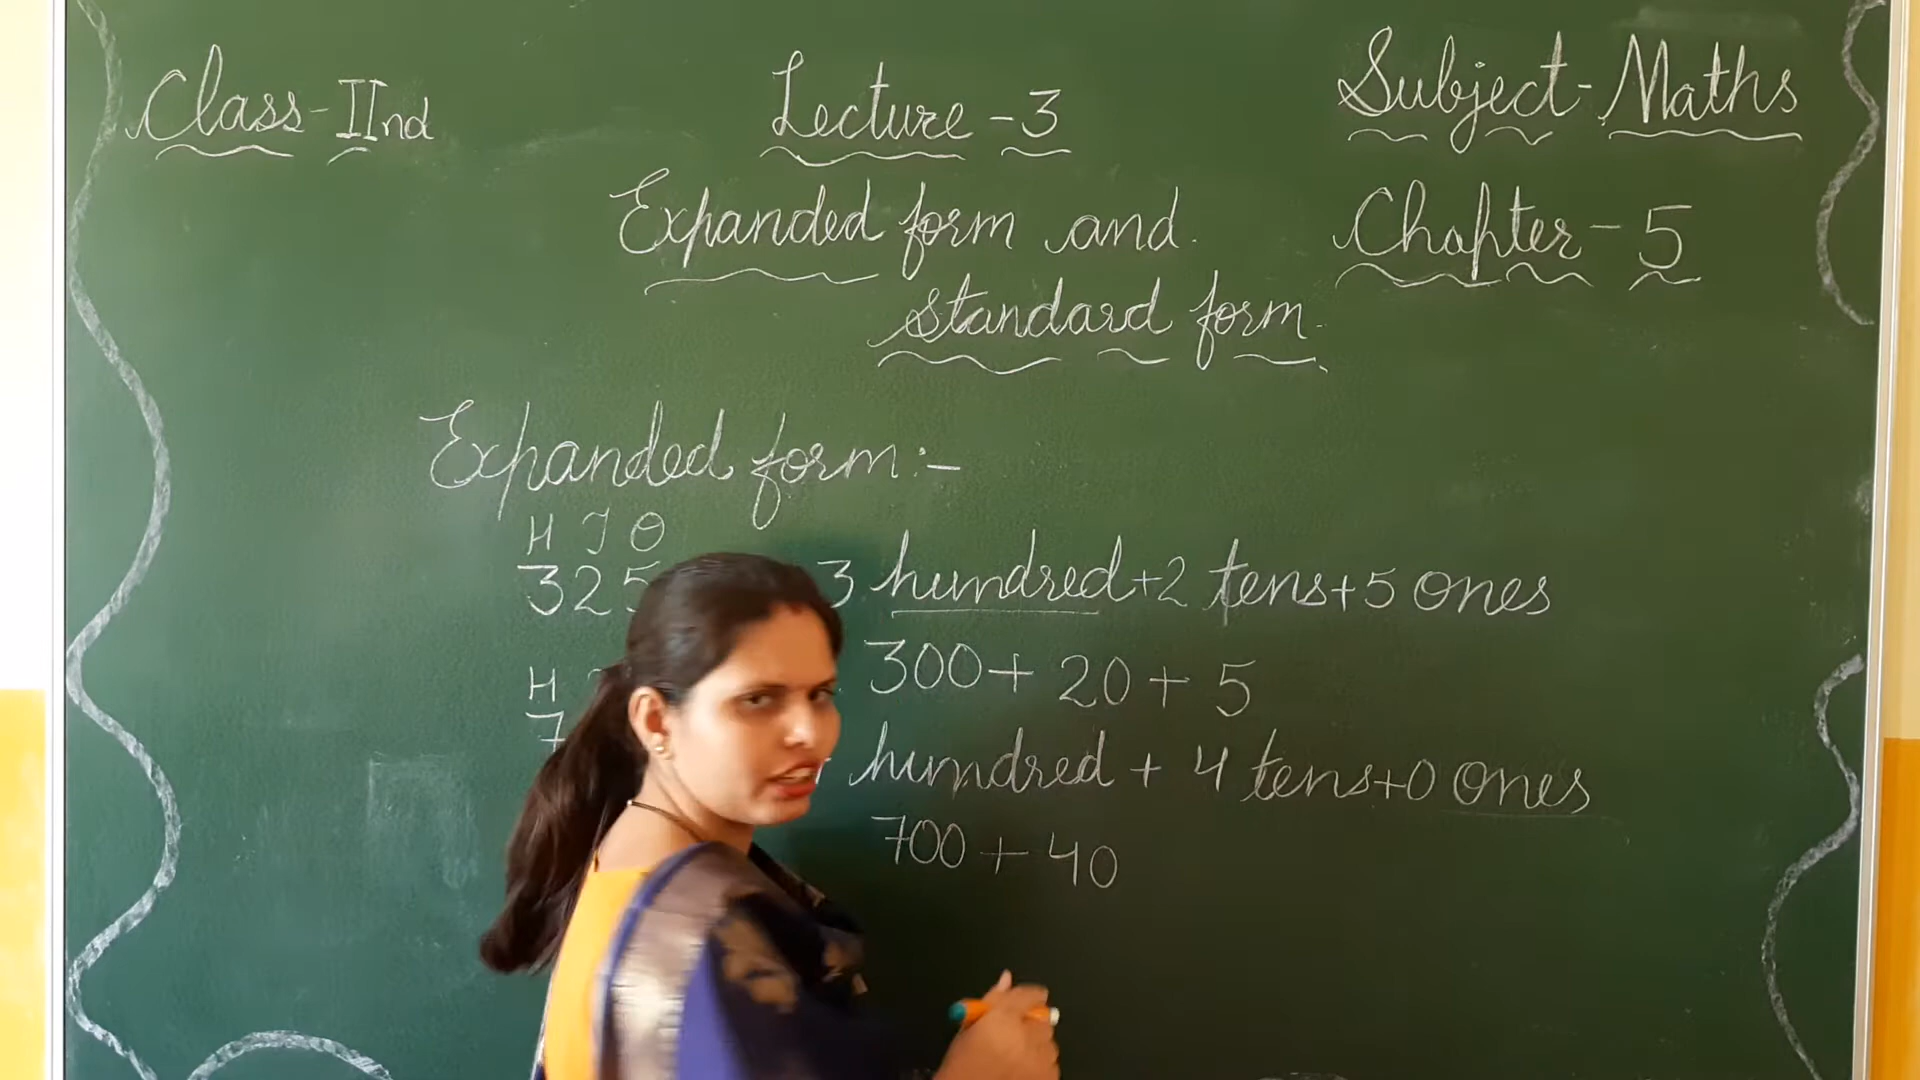 Class-IInd
Lecture-3
Subject-Maths
Expanded form and
Chapter-5
standard form.
Expanded form:-
H T O
325
3 hundred+2 tens+5 ones
300+ 20 + 5
H
7
hundred + 4 tens+0 ones
700 + 40